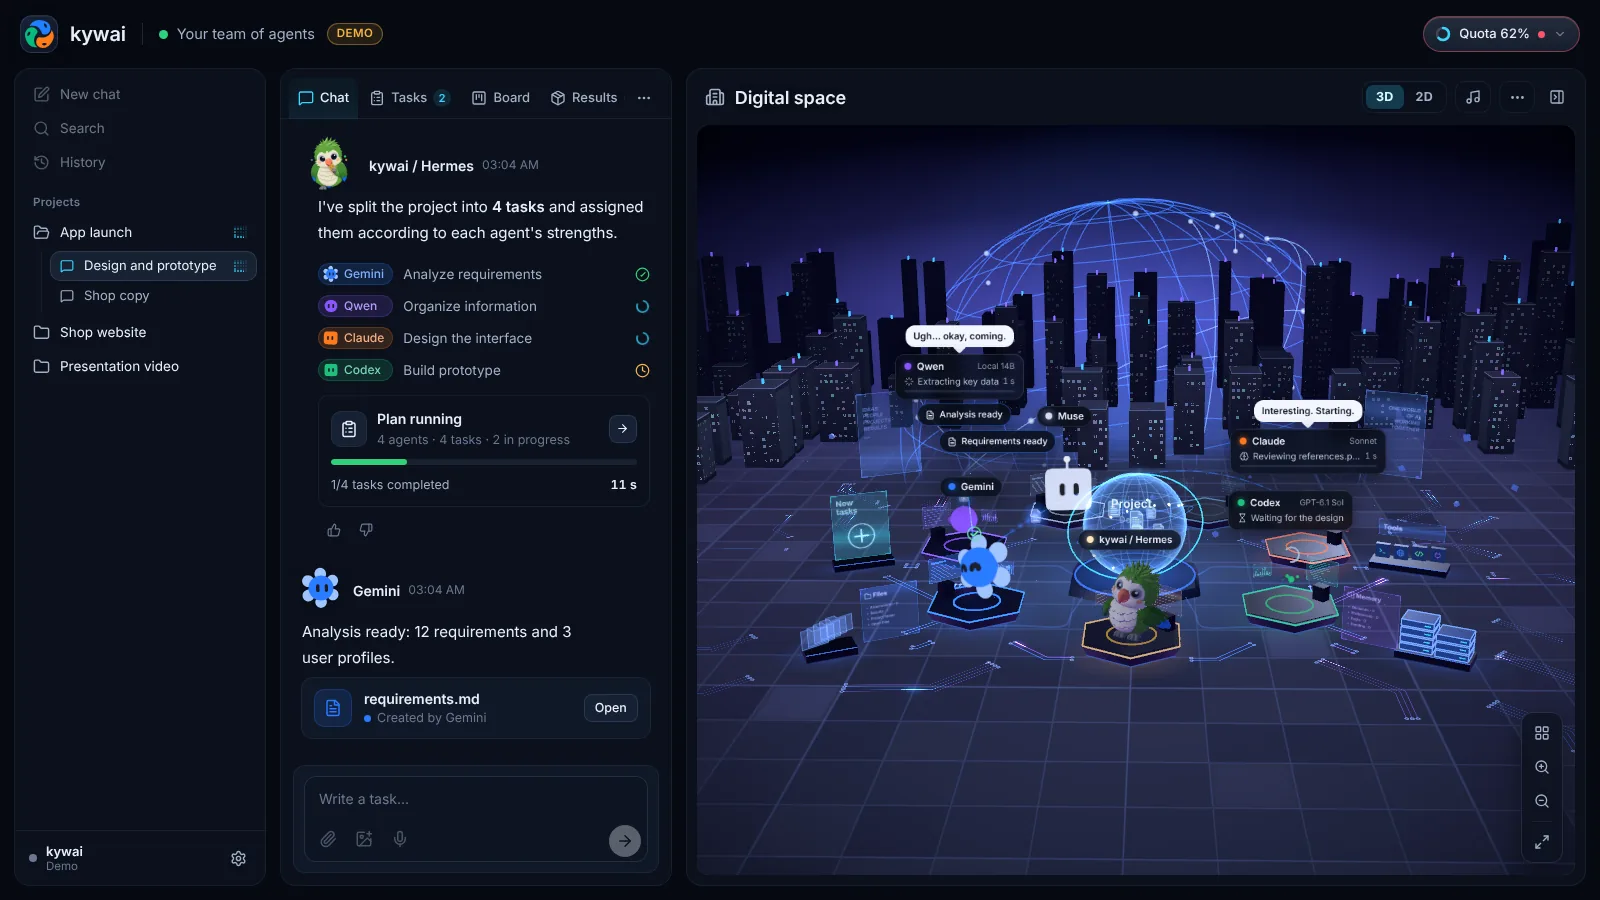 kywai
Your team of agents
DEMO
Quota 62%
New chat
Search
History
Projects
App launch
Design and prototype
Shop copy
Shop website
Presentation video
kywai
Demo
Chat
Tasks 2
Board
Results
kywai / Hermes 03:04 AM
I've split the project into 4 tasks and assigned
them according to each agent's strengths.
Gemini Analyze requirements
Qwen Organize information
Claude Design the interface
Codex Build prototype
Plan running
4 agents · 4 tasks · 2 in progress
1/4 tasks completed 11 s
Gemini 03:04 AM
Analysis ready: 12 requirements and 3
user profiles.
requirements.md
Created by Gemini
Open
Write a task...
Digital space
3D 2D
Ugh... okay, coming.
Qwen Local 14B
Extracting key data 1 s
Analysis ready
Muse
Requirements ready
Interesting. Starting.
Claude Sonnet
Reviewing references.p... 1 s
Gemini
Project
Codex GPT-6.1 Sol
Waiting for the design
kywai / Hermes
New
tasks
Tools
Files
Memory